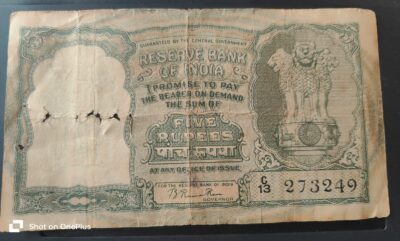 GUARANTEED BY THE CENTRAL GOVERNMENT
RESERVE BANK
OF INDIA
I PROMISE TO PAY
THE BEARER ON DEMAND
THE SUM OF
FIVE
RUPEES
पाँच रुपया
AT ANY OFFICE OF ISSUE
FOR THE RESERVE BANK OF INDIA
GOVERNOR
C/13 273249
Shot on OnePlus